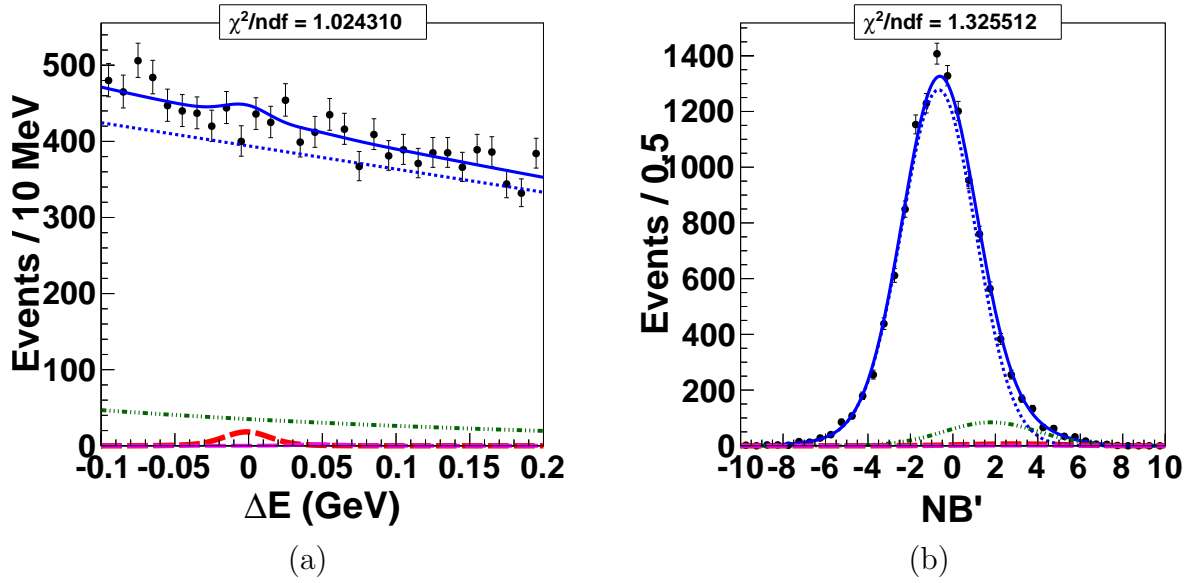 χ²/ndf = 1.024310
Events / 10 MeV
500
400
300
200
100
0
-0.1 -0.05 0 0.05 0.1 0.15 0.2
ΔE (GeV)
(a)
χ²/ndf = 1.325512
Events / 0.5
1400
1200
1000
800
600
400
200
0
-10 -8 -6 -4 -2 0 2 4 6 8 10
NB'
(b)